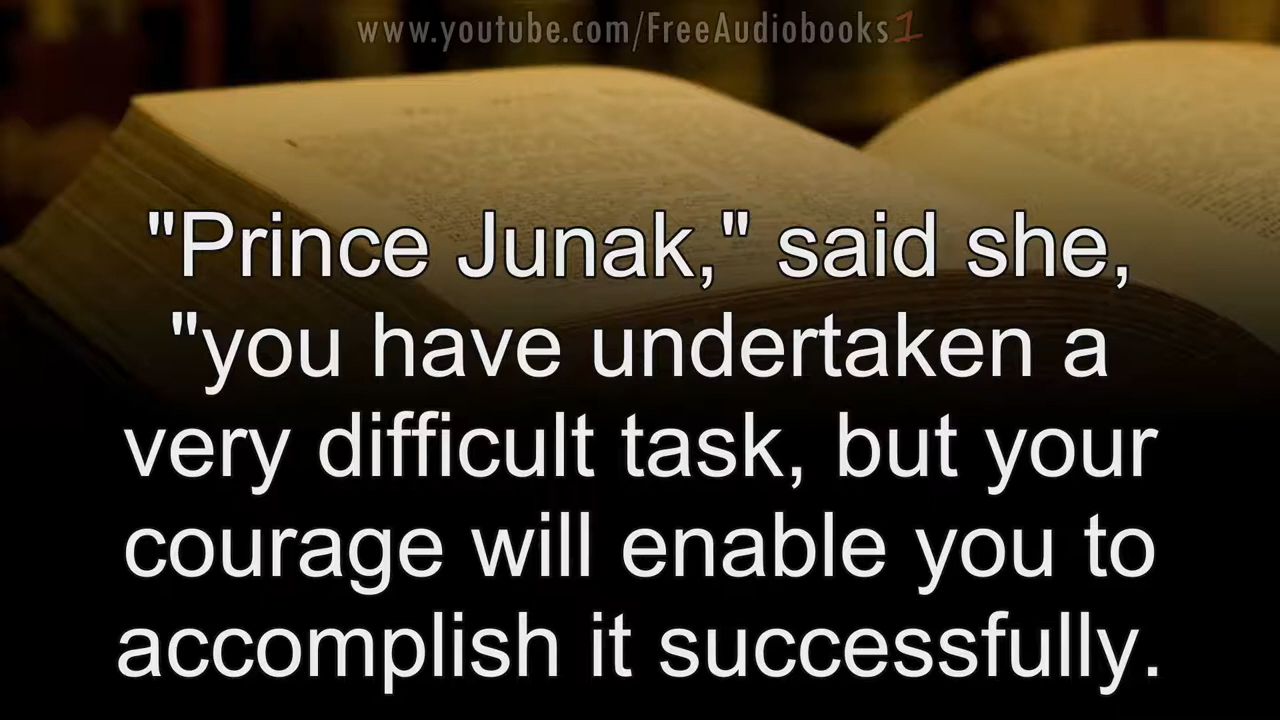 www.youtube.com/FreeAudiobooks1
"Prince Junak," said she,
"you have undertaken a
very difficult task, but your
courage will enable you to
accomplish it successfully.